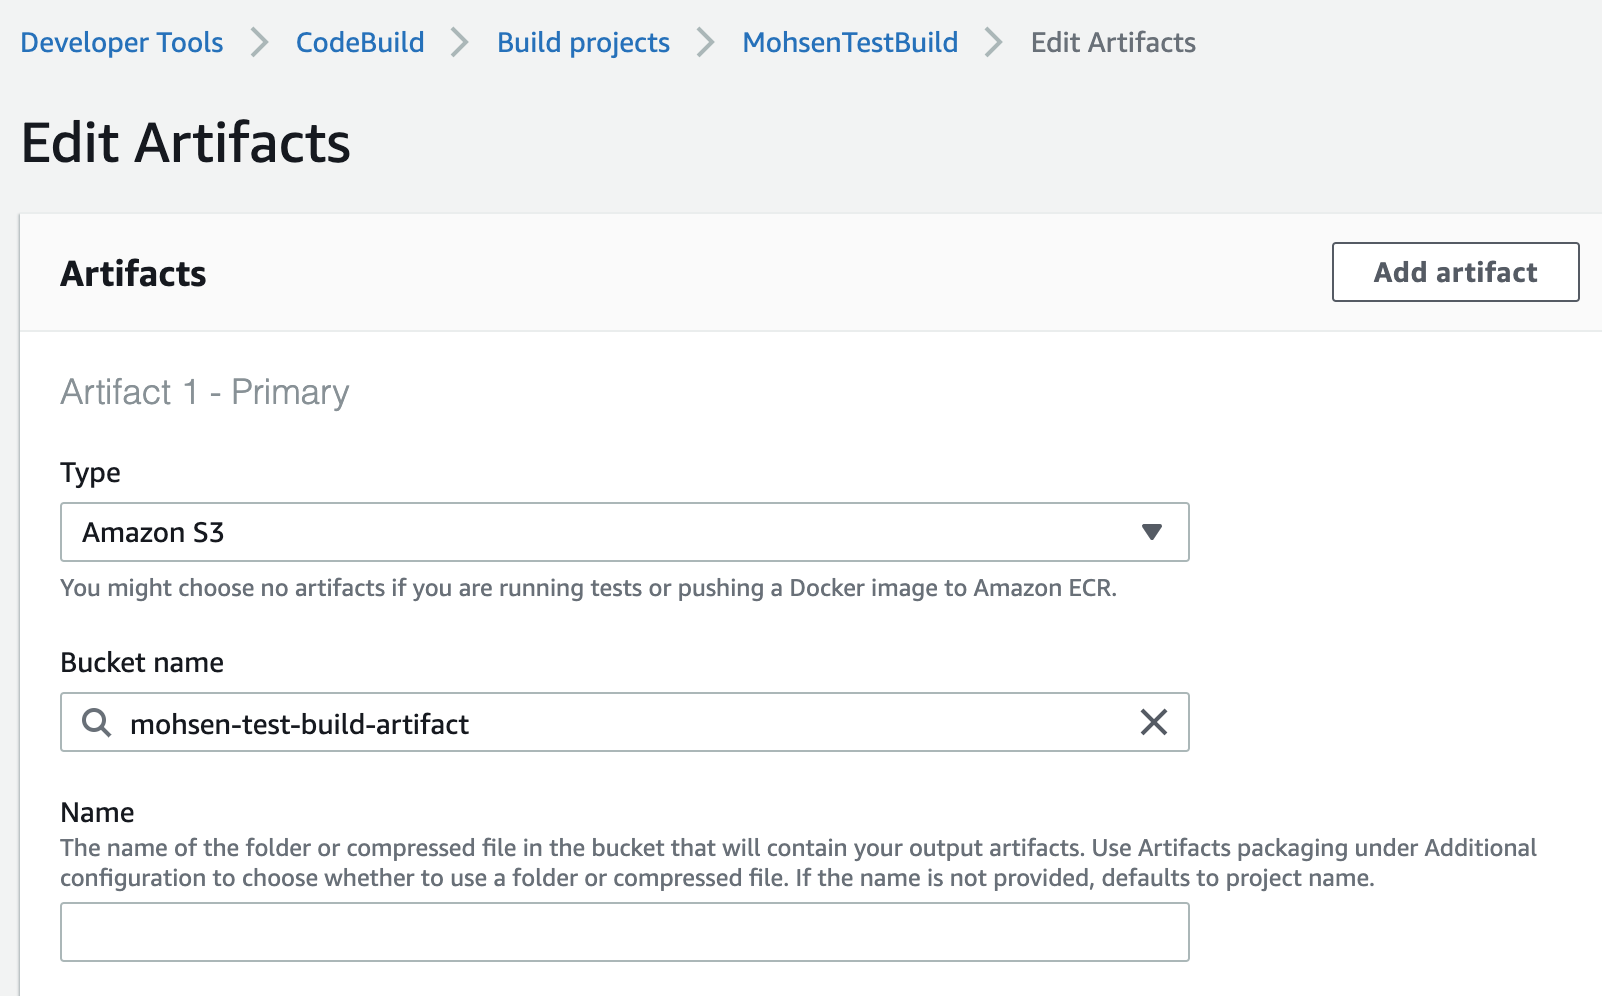 Developer Tools CodeBuild Build projects MohsenTestBuild Edit Artifacts
Edit Artifacts
Artifacts
Add artifact
Artifact 1 - Primary
Type
Amazon S3
You might choose no artifacts if you are running tests or pushing a Docker image to Amazon ECR.
Bucket name
mohsen-test-build-artifact
Name
The name of the folder or compressed file in the bucket that will contain your output artifacts. Use Artifacts packaging under Additional
configuration to choose whether to use a folder or compressed file. If the name is not provided, defaults to project name.